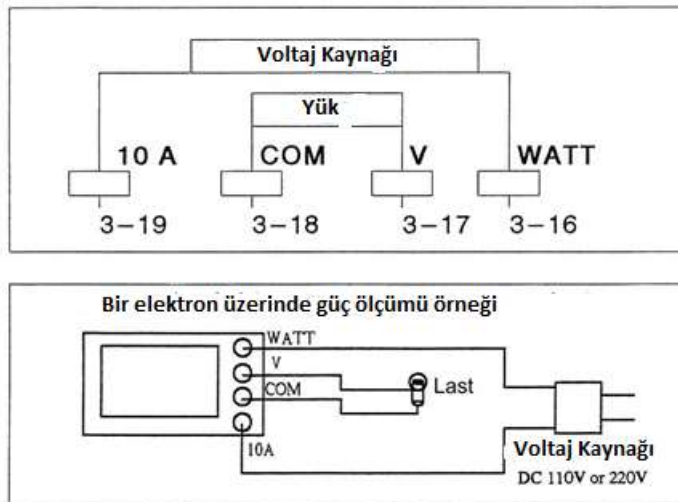 Voltaj Kaynağı
Yük
10 A COM V WATT
3-19 3-18 3-17 3-16
Bir elektron üzerinde güç ölçümü örneği
WATT
V
COM
Last
10A
Voltaj Kaynağı
DC 110V or 220V